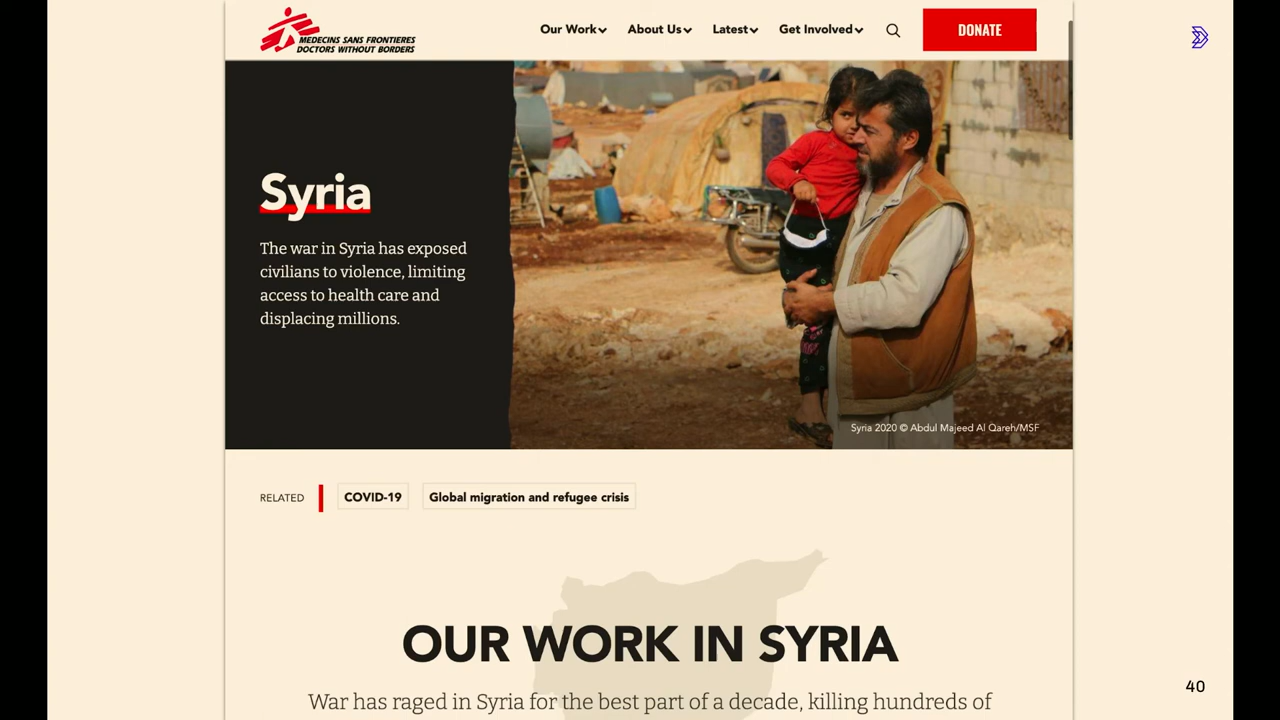 MEDECINS SANS FRONTIERES
DOCTORS WITHOUT BORDERS
Our Work
About Us
Latest
Get Involved
DONATE
Syria
The war in Syria has exposed
civilians to violence, limiting
access to health care and
displacing millions.
Syria 2020 © Abdul Majeed Al Qareh/MSF
RELATED
COVID-19
Global migration and refugee crisis
OUR WORK IN SYRIA
War has raged in Syria for the best part of a decade, killing hundreds of
40